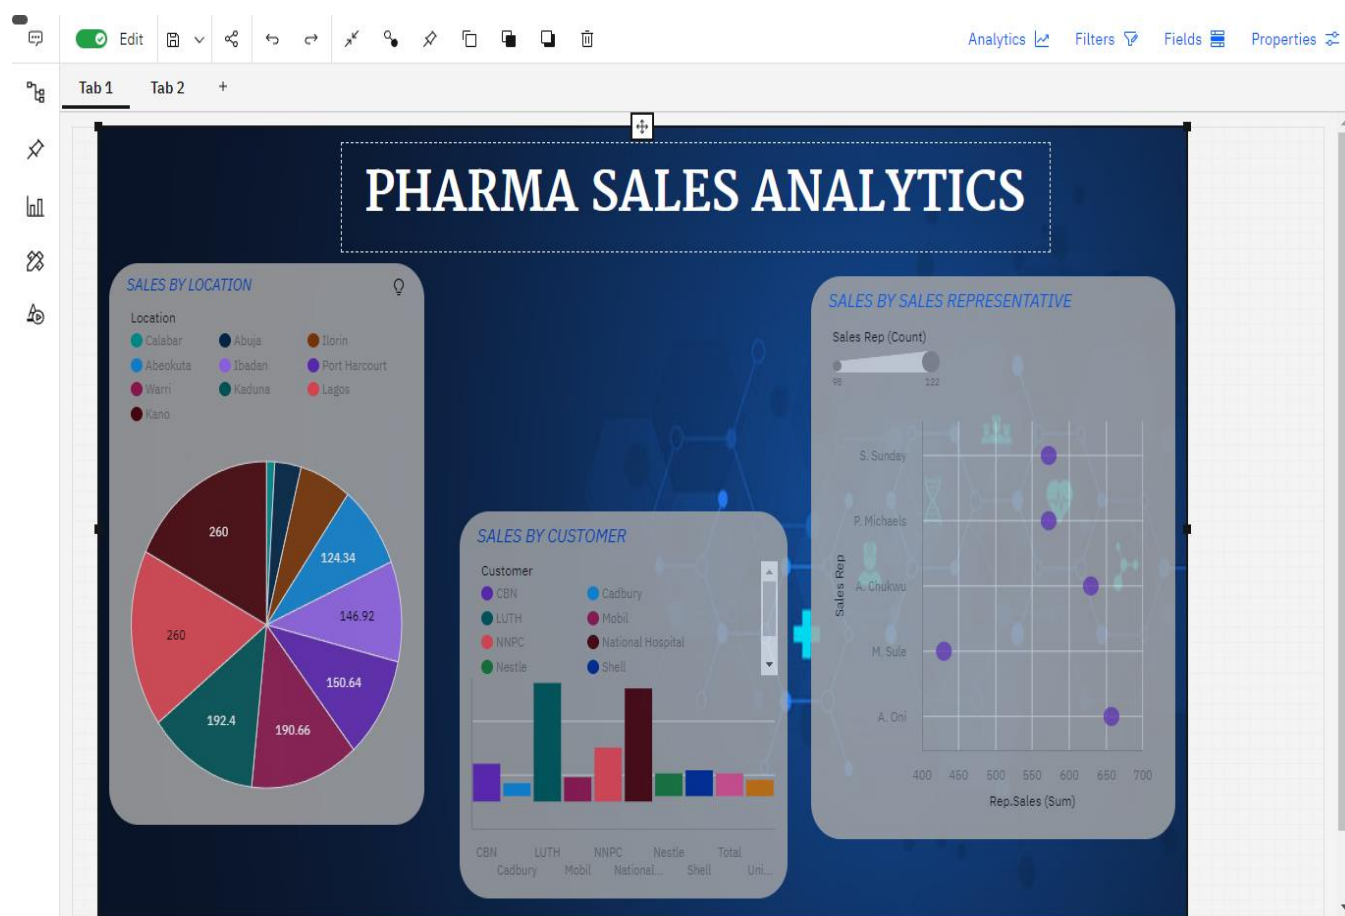 Edit
Analytics Filters Fields Properties
Tab 1 Tab 2 +
PHARMA SALES ANALYTICS
SALES BY LOCATION
Location
Calabar Abuja Ilorin
Abeokuta Ibadan Port Harcourt
Warri Kaduna Lagos
Kano
260
124.34
146.92
260
150.64
192.4
190.66
SALES BY CUSTOMER
Customer
CBN Cadbury
LUTH Mobil
NNPC National Hospital
Nestle Shell
CBN LUTH NNPC Nestle Total
Cadbury Mobil National... Shell Uni...
SALES BY SALES REPRESENTATIVE
Sales Rep (Count)
98 122
Sales Rep
S. Sunday
P. Michaels
A. Chukwu
M. Sule
A. Oni
400 450 500 550 600 650 700
Rep.Sales (Sum)